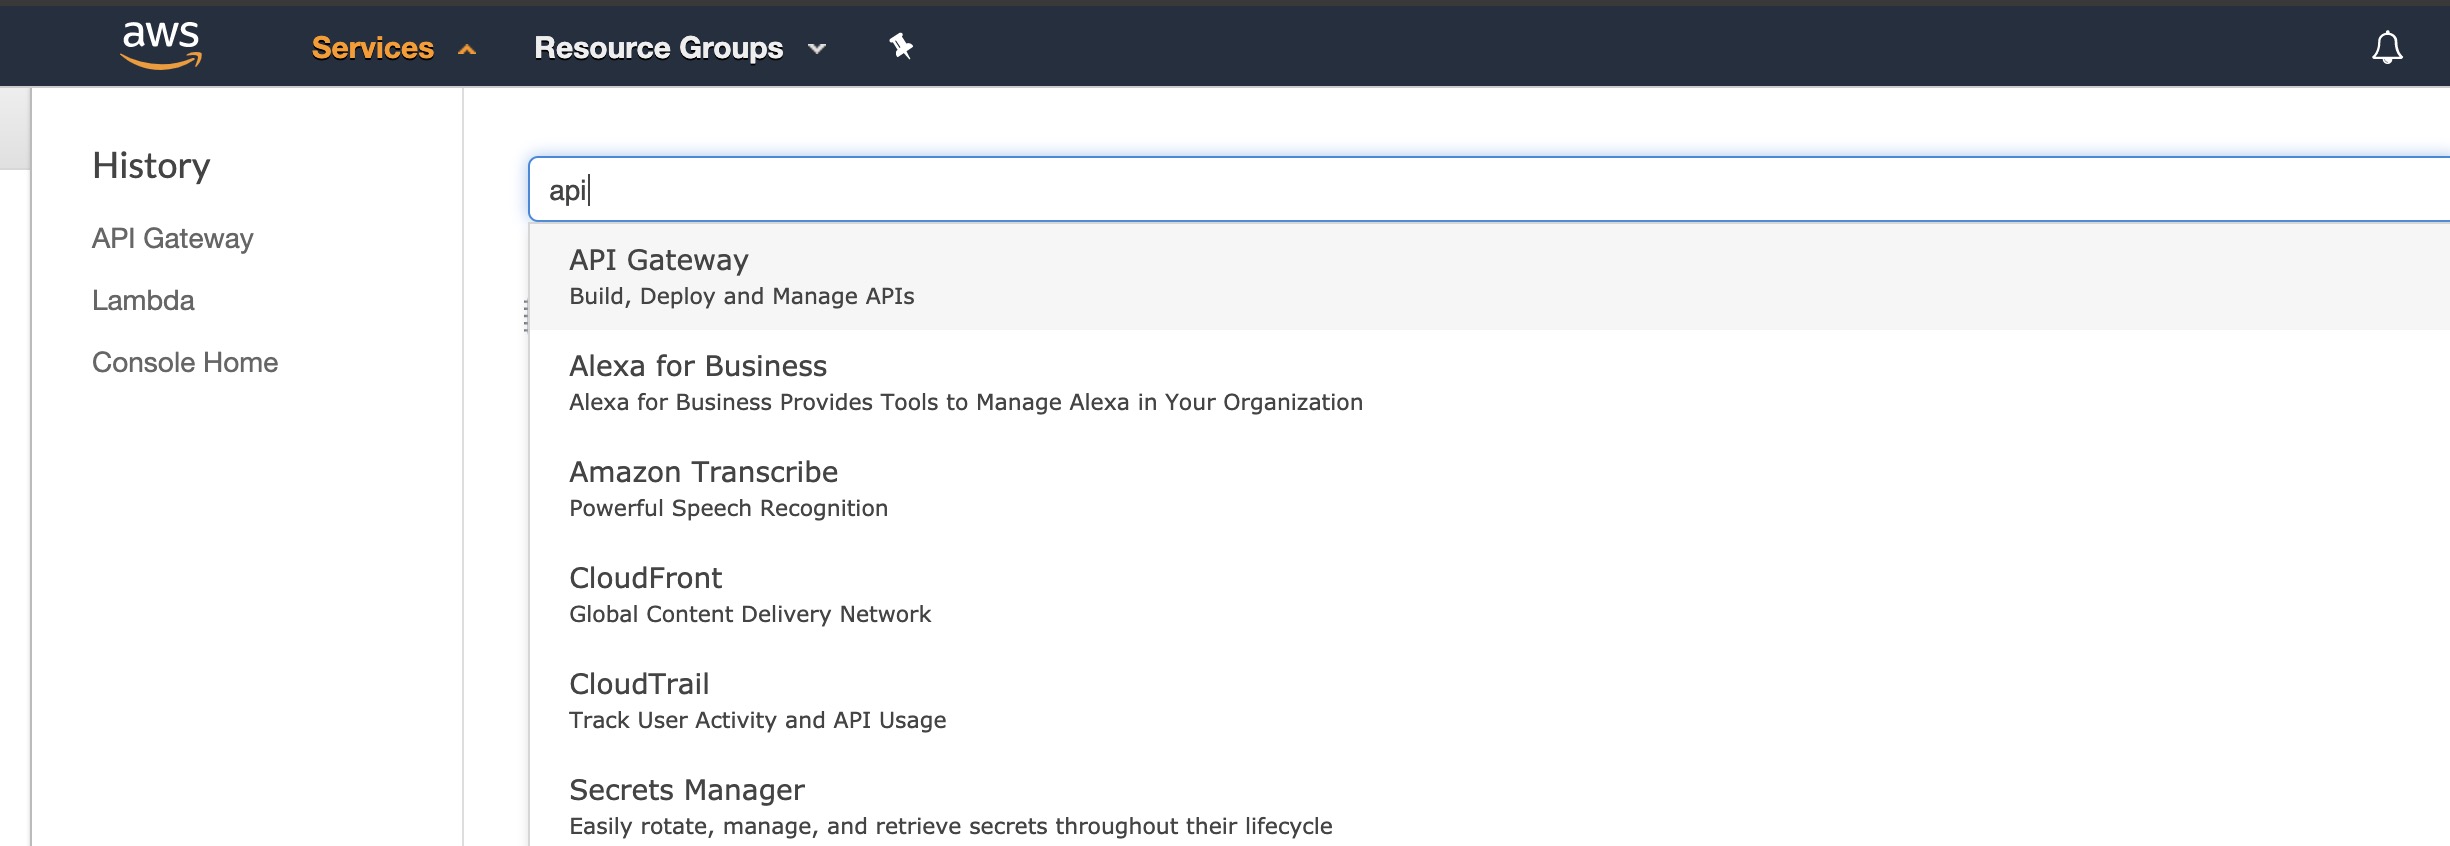 aws
Services
Resource Groups
History
API Gateway
Lambda
Console Home
api
API Gateway
Build, Deploy and Manage APIs
Alexa for Business
Alexa for Business Provides Tools to Manage Alexa in Your Organization
Amazon Transcribe
Powerful Speech Recognition
CloudFront
Global Content Delivery Network
CloudTrail
Track User Activity and API Usage
Secrets Manager
Easily rotate, manage, and retrieve secrets throughout their lifecycle